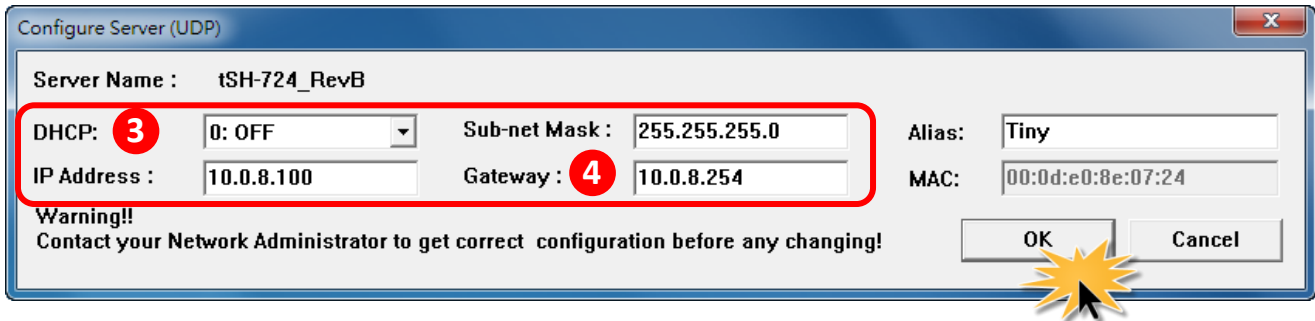 Configure Server (UDP)
x
Server Name : tSH-724_RevB
DHCP: 3 0: OFF Sub-net Mask : 255.255.255.0 Alias: Tiny
IP Address : 10.0.8.100 Gateway : 4 10.0.8.254 MAC: 00:0d:e0:8e:07:24
Warning!!
Contact your Network Administrator to get correct configuration before any changing!
OK Cancel